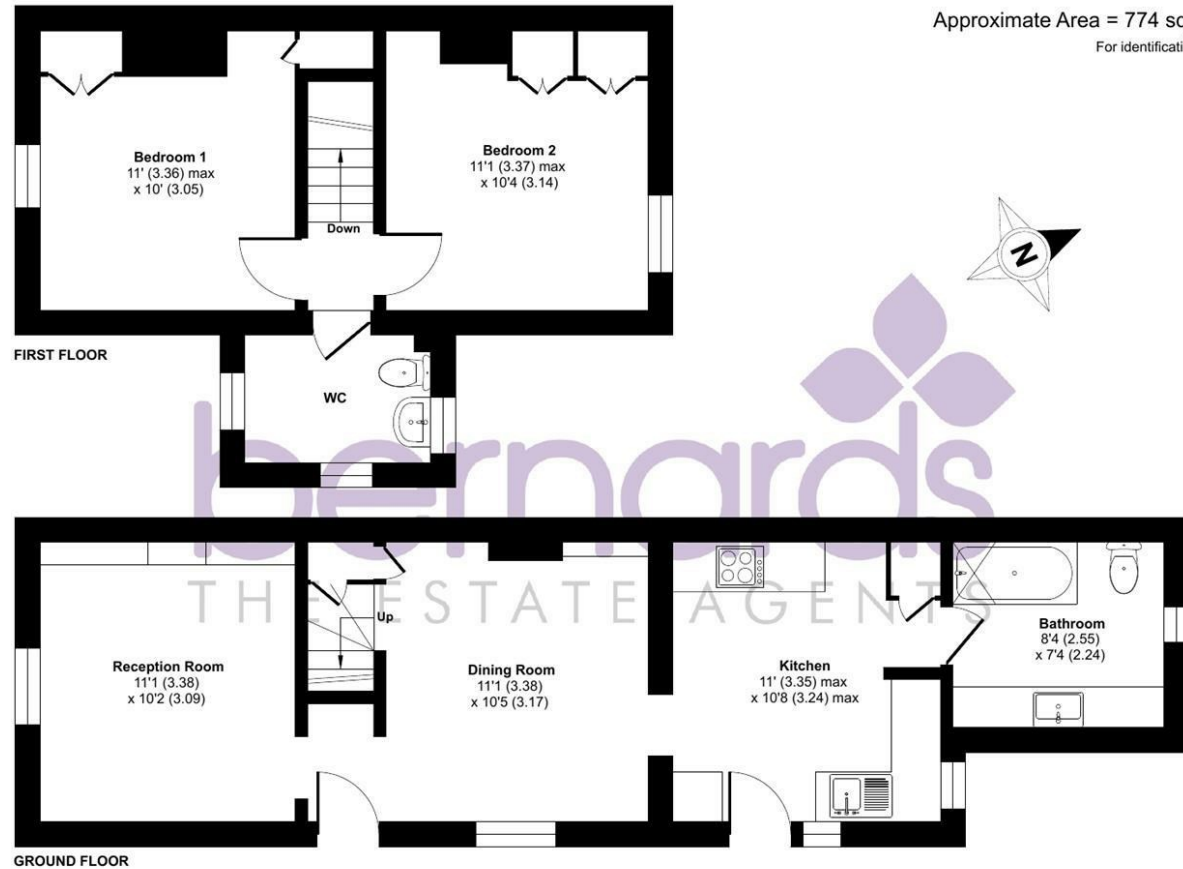 Approximate Area = 774 sq
For identificati
Bedroom 1
11' (3.36) max
x 10' (3.05)
Bedroom 2
11'1 (3.37) max
x 10'4 (3.14)
Down
N
FIRST FLOOR
WC
bernards
THE ESTATE AGENTS
Up
Reception Room
11'1 (3.38)
x 10'2 (3.09)
Dining Room
11'1 (3.38)
x 10'5 (3.17)
Kitchen
11' (3.35) max
x 10'8 (3.24) max
Bathroom
8'4 (2.55)
x 7'4 (2.24)
GROUND FLOOR